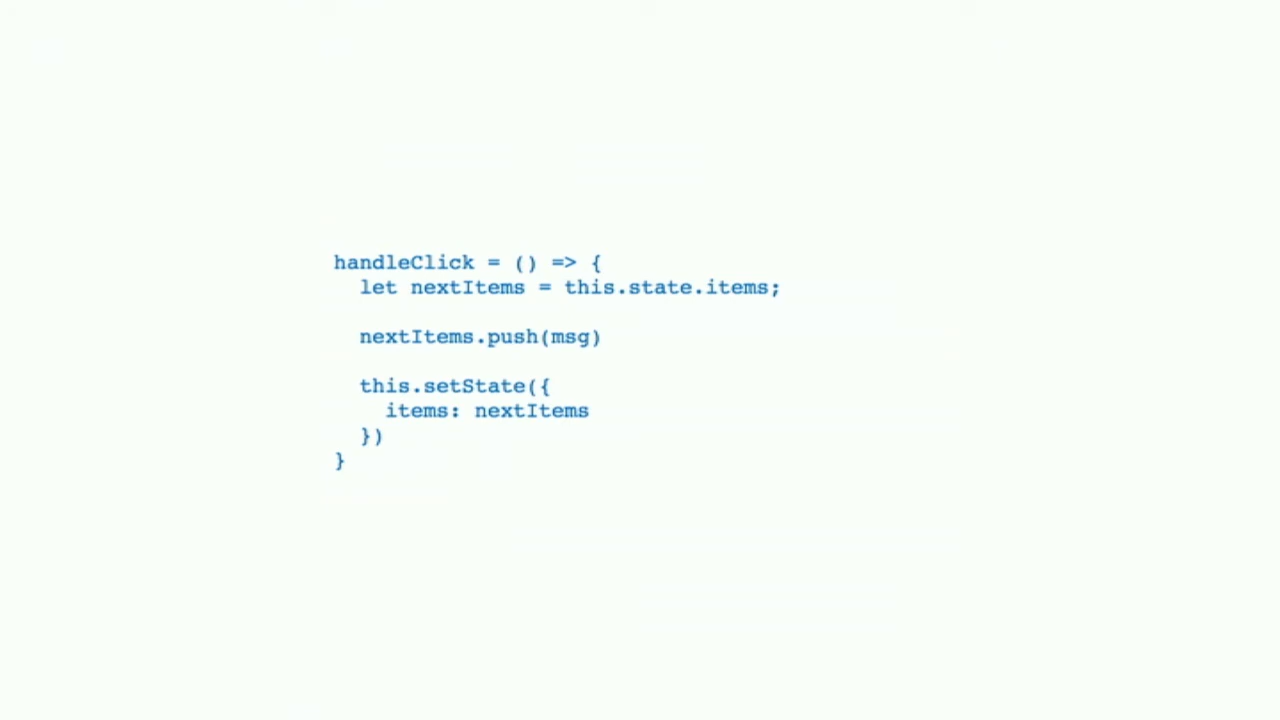 handleClick = () => {
  let nextItems = this.state.items;

  nextItems.push(msg)

  this.setState({
    items: nextItems
  })
}